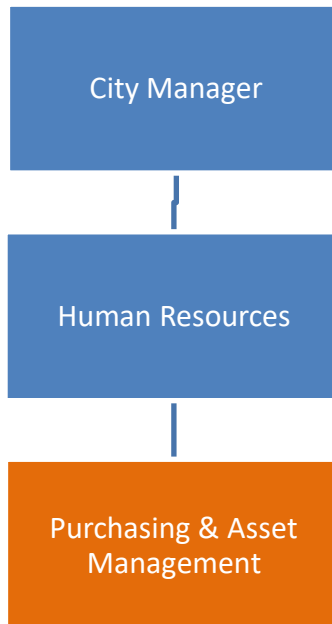 City Manager
Human Resources
Purchasing & Asset
Management